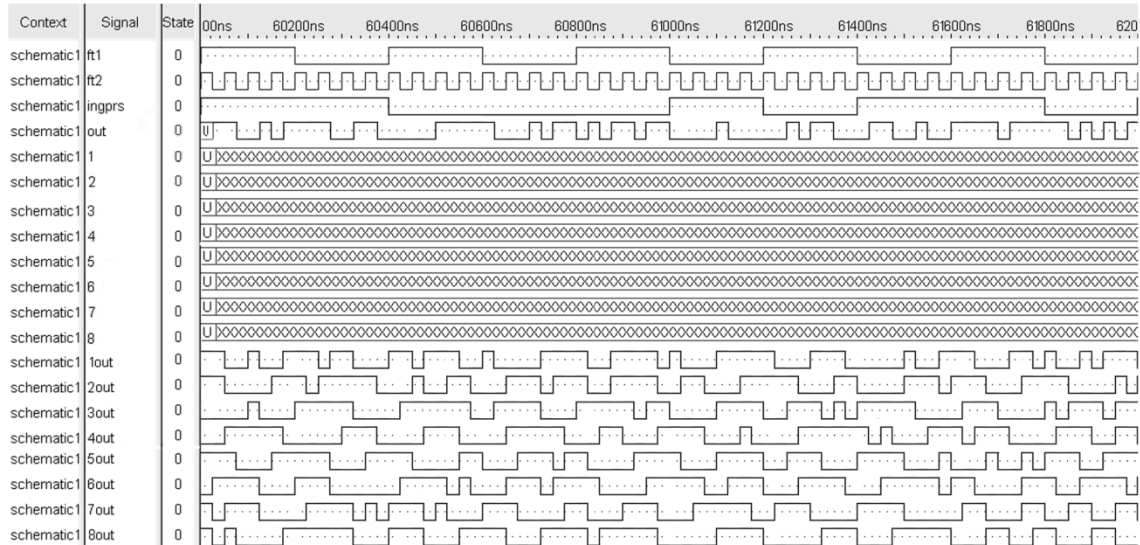 Context Signal State 00ns 60200ns 60400ns 60600ns 60800ns 61000ns 61200ns 61400ns 61600ns 61800ns 620
schematic1 ft1 0
schematic1 ft2 0
schematic1 ingprs 0
schematic1 out 0 U
schematic1 1 0 U
schematic1 2 0 U
schematic1 3 0 U
schematic1 4 0 U
schematic1 5 0 U
schematic1 6 0 U
schematic1 7 0 U
schematic1 8 0 U
schematic1 1out 0
schematic1 2out 0
schematic1 3out 0
schematic1 4out 0
schematic1 5out 0
schematic1 6out 0
schematic1 7out 0
schematic1 8out 0